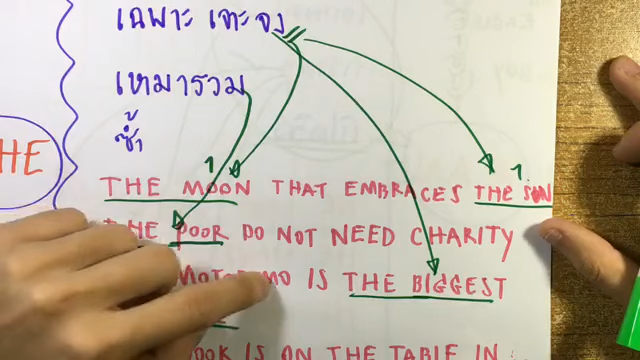 เฉพาะ เจาะจง
เหมารวม
ซ้ำ
HE
1 1.
THE MOON THAT EMBRACES THE SUN
THE POOR DO NOT NEED CHARITY
IS THE BIGGEST
IS ON THE TABLE IN